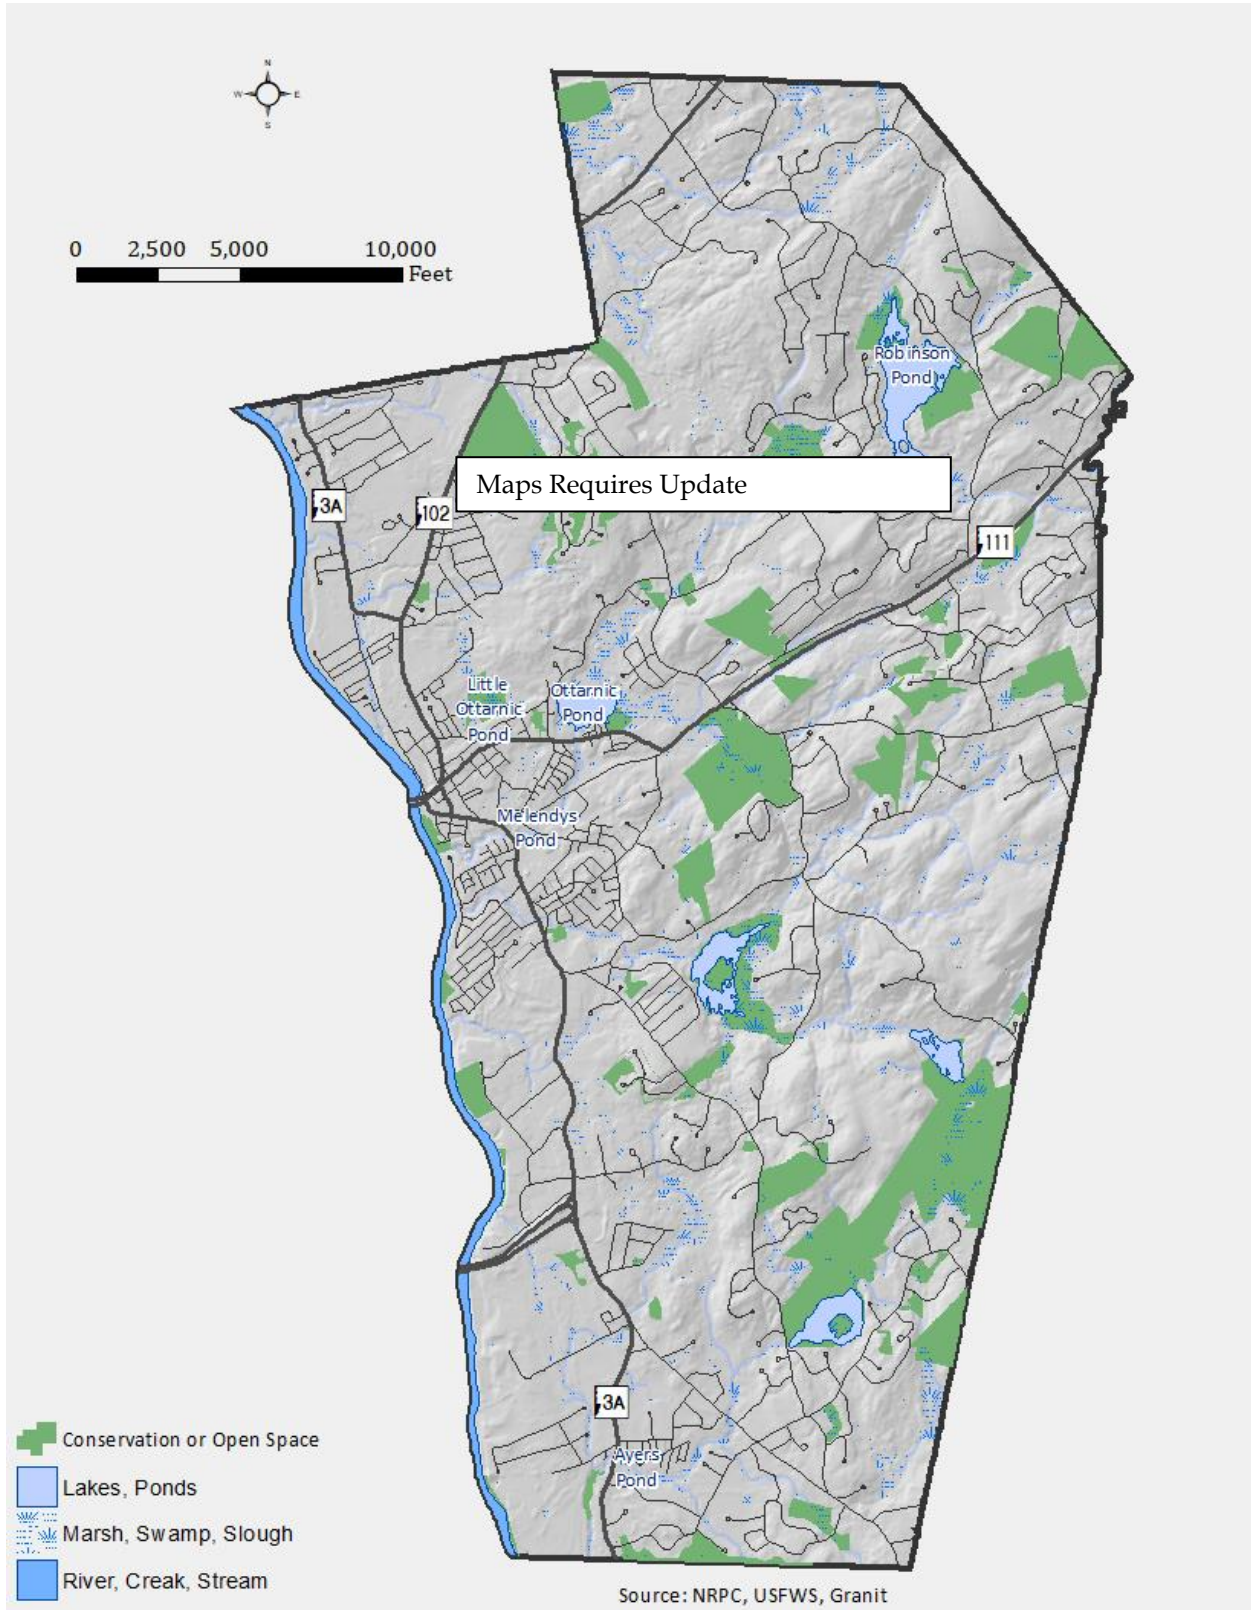 N
W E
S
0 2,500 5,000 10,000
Feet
Robinson
Pond
Maps Requires Update
3A
102
111
Little
Ottarnic
Pond
Ottarnic
Pond
Melendys
Pond
3A
Ayers
Pond
Conservation or Open Space
Lakes, Ponds
Marsh, Swamp, Slough
River, Creak, Stream
Source: NRPC, USFWS, Granit